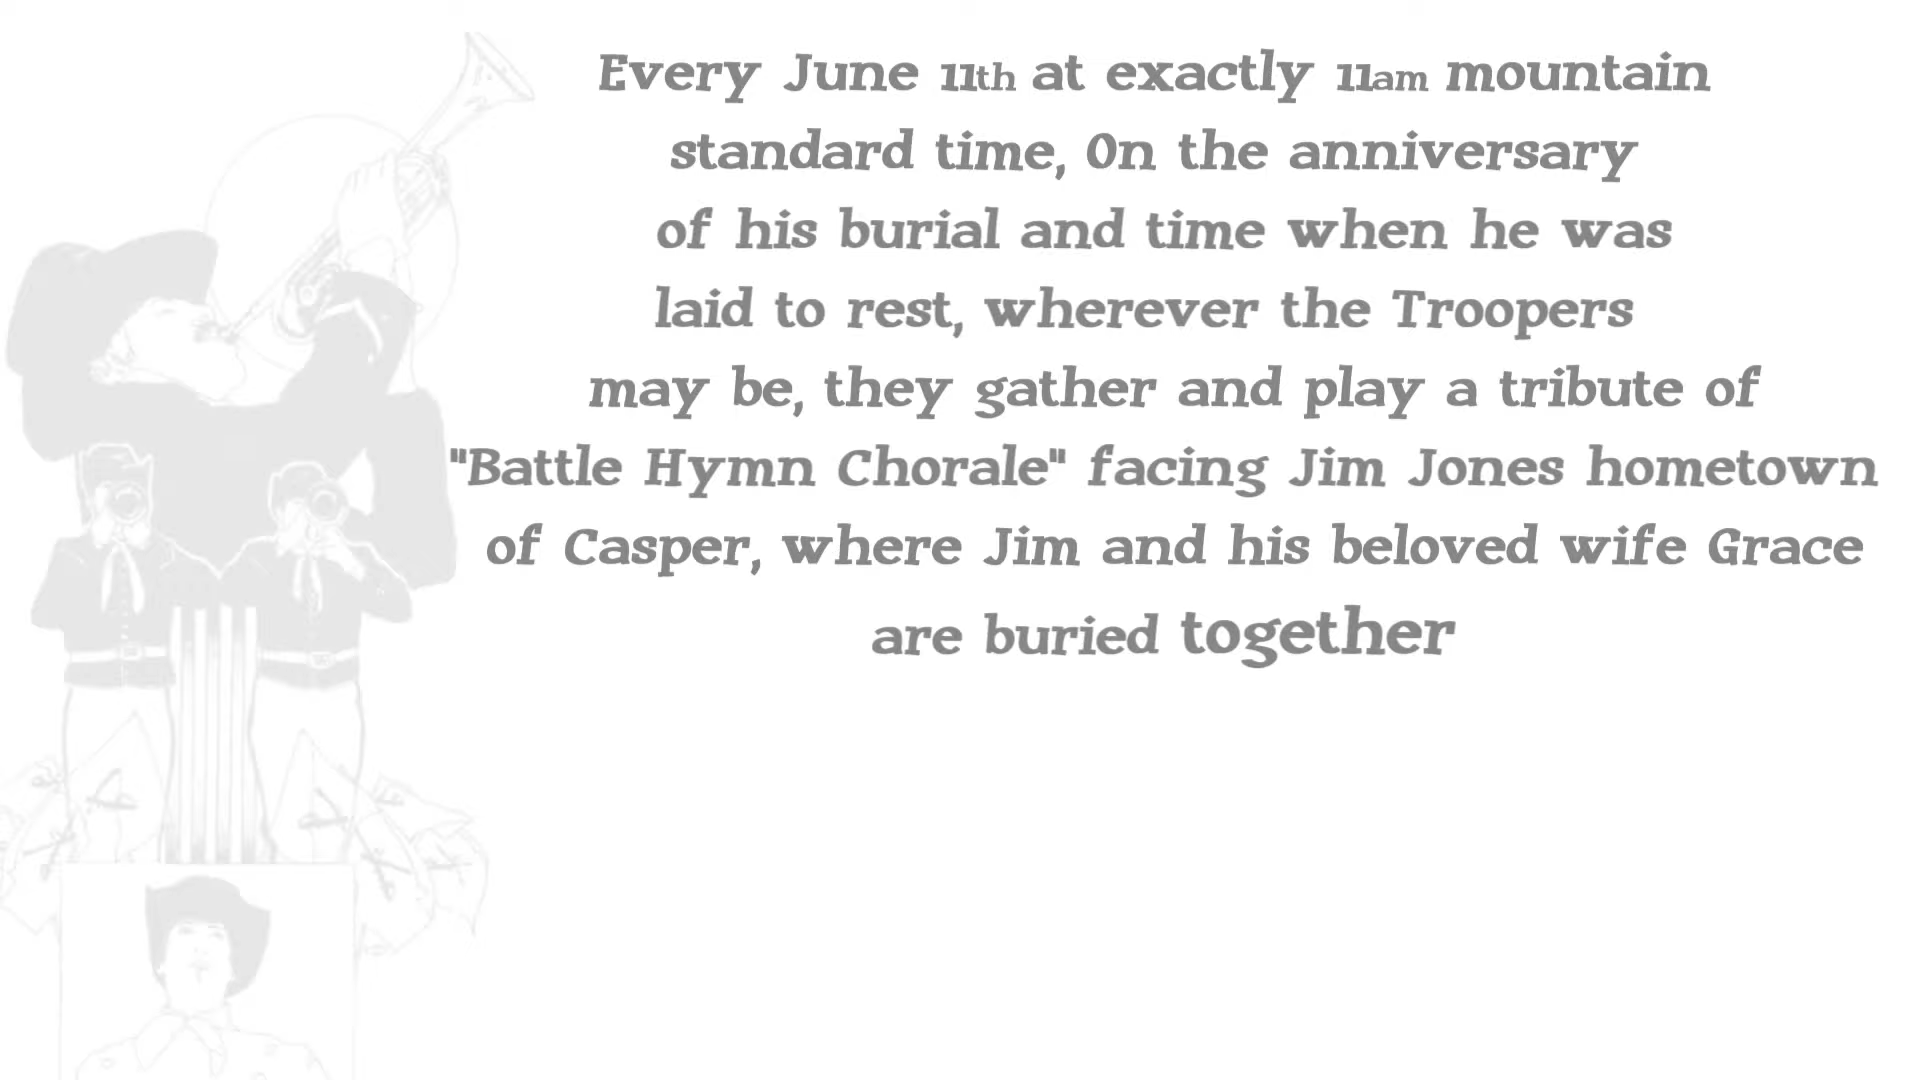 Every June 11th at exactly 11am mountain
standard time, On the anniversary
of his burial and time when he was
laid to rest, wherever the Troopers
may be, they gather and play a tribute of
"Battle Hymn Chorale" facing Jim Jones hometown
of Casper, where Jim and his beloved wife Grace
are buried together